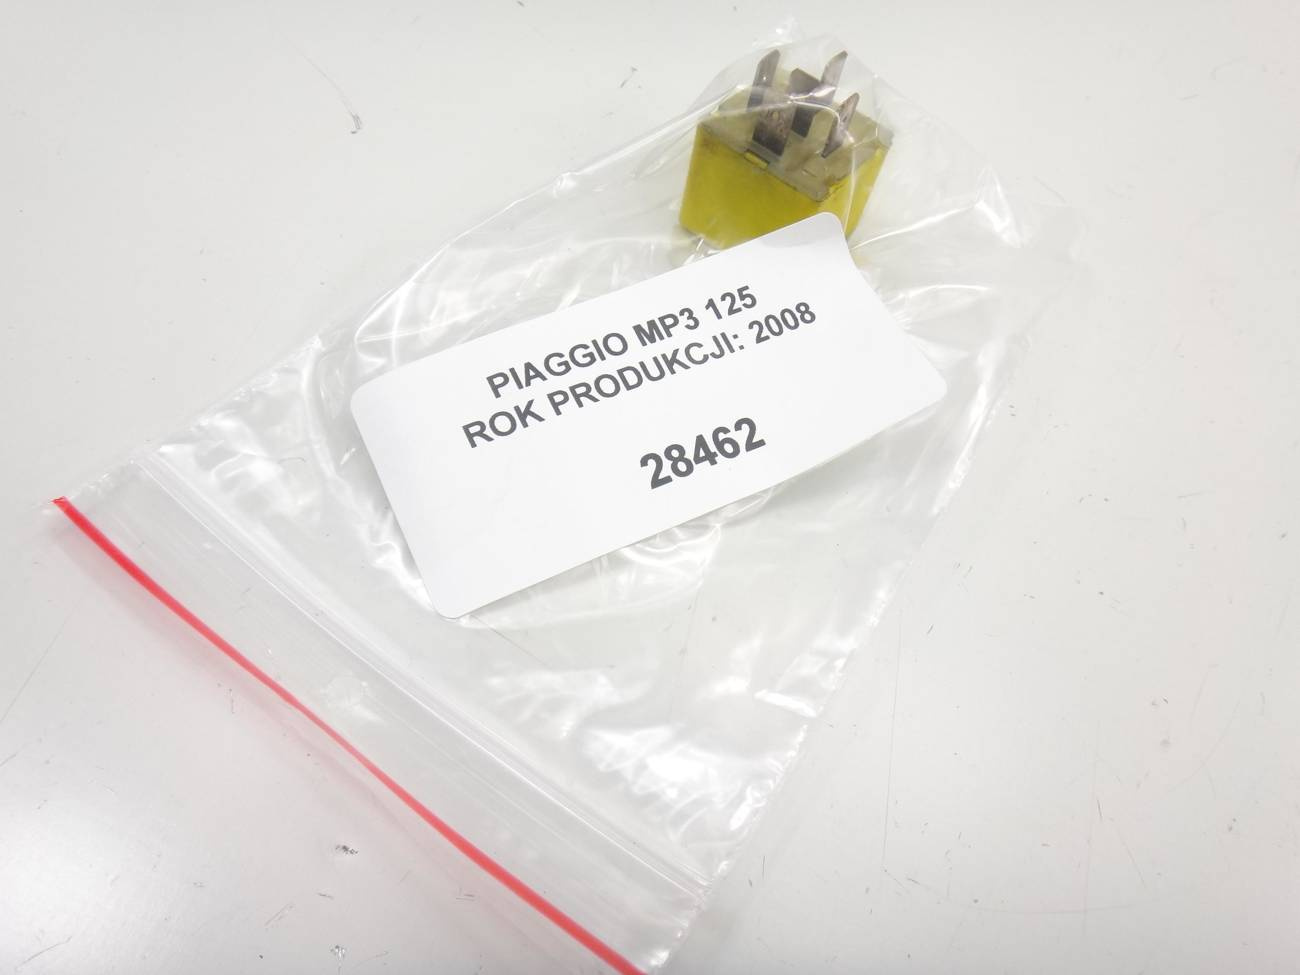 PIAGGIO MP3 125
ROK PRODUKCJI: 2008
28462